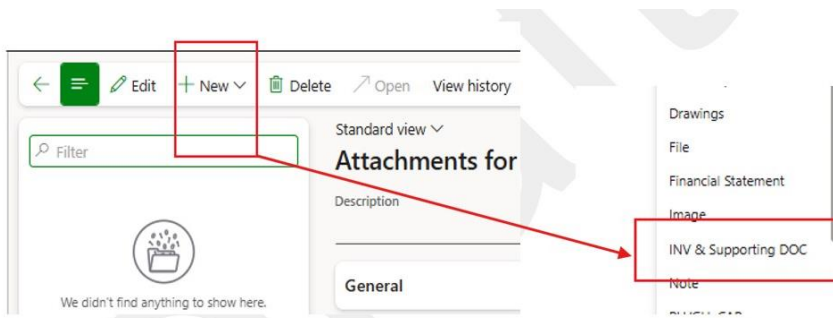 Edit New Delete Open View history
Filter
Standard view
Attachments for
Description
We didn't find anything to show here.
General
Drawings
File
Financial Statement
Image
INV & Supporting DOC
Note